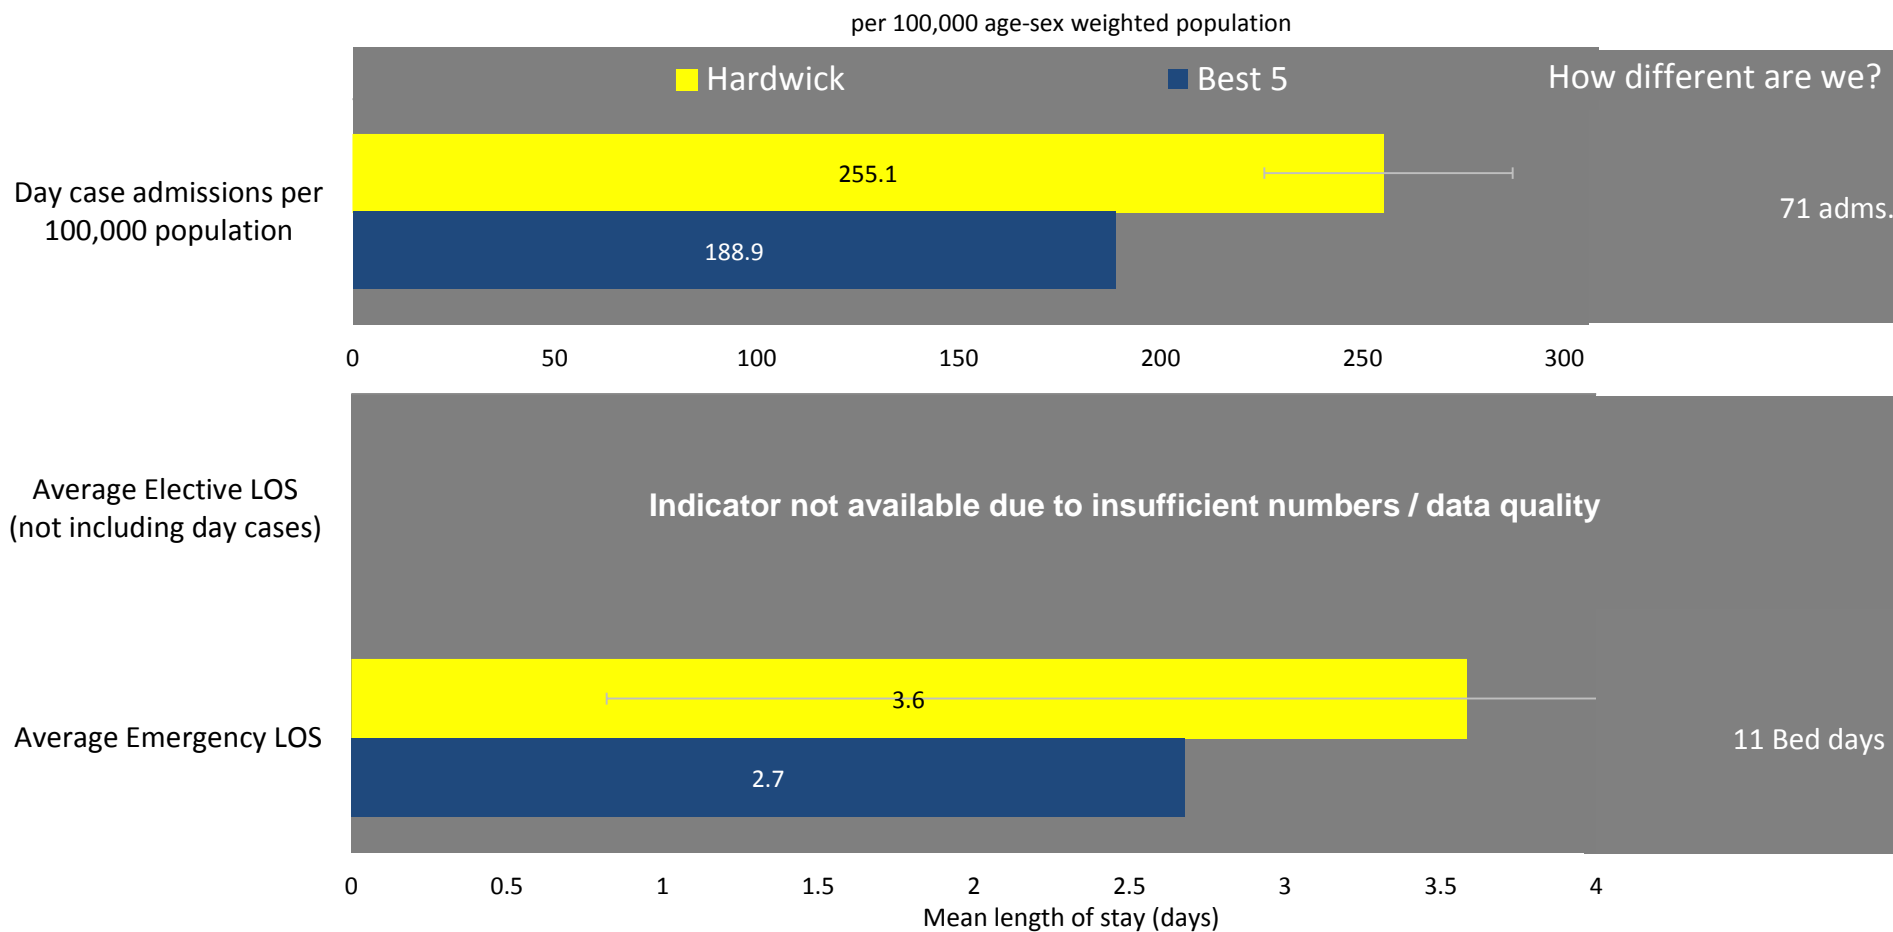 per 100,000 age-sex weighted population
Hardwick
Best 5
How different are we?
Day case admissions per
100,000 population
255.1
188.9
71 adms.
0 50 100 150 200 250 300
Average Elective LOS
(not including day cases)
Indicator not available due to insufficient numbers / data quality
Average Emergency LOS
3.6
2.7
11 Bed days
0 0.5 1 1.5 2 2.5 3 3.5 4
Mean length of stay (days)